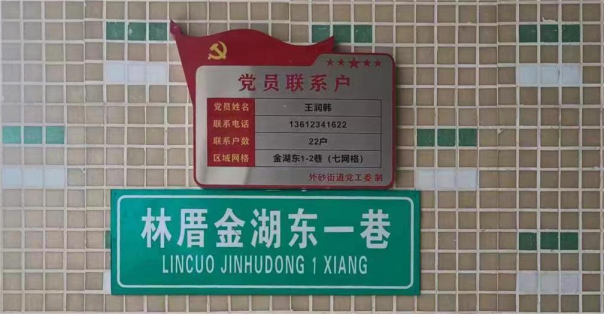 党员联系户
党员姓名 王润韩
联系电话 13612341622
联系户数 22户
区域网格 金湖东1-2巷（七网格）
外砂街道党工委 制
林厝金湖东一巷
LINCUO JINHUDONG 1 XIANG